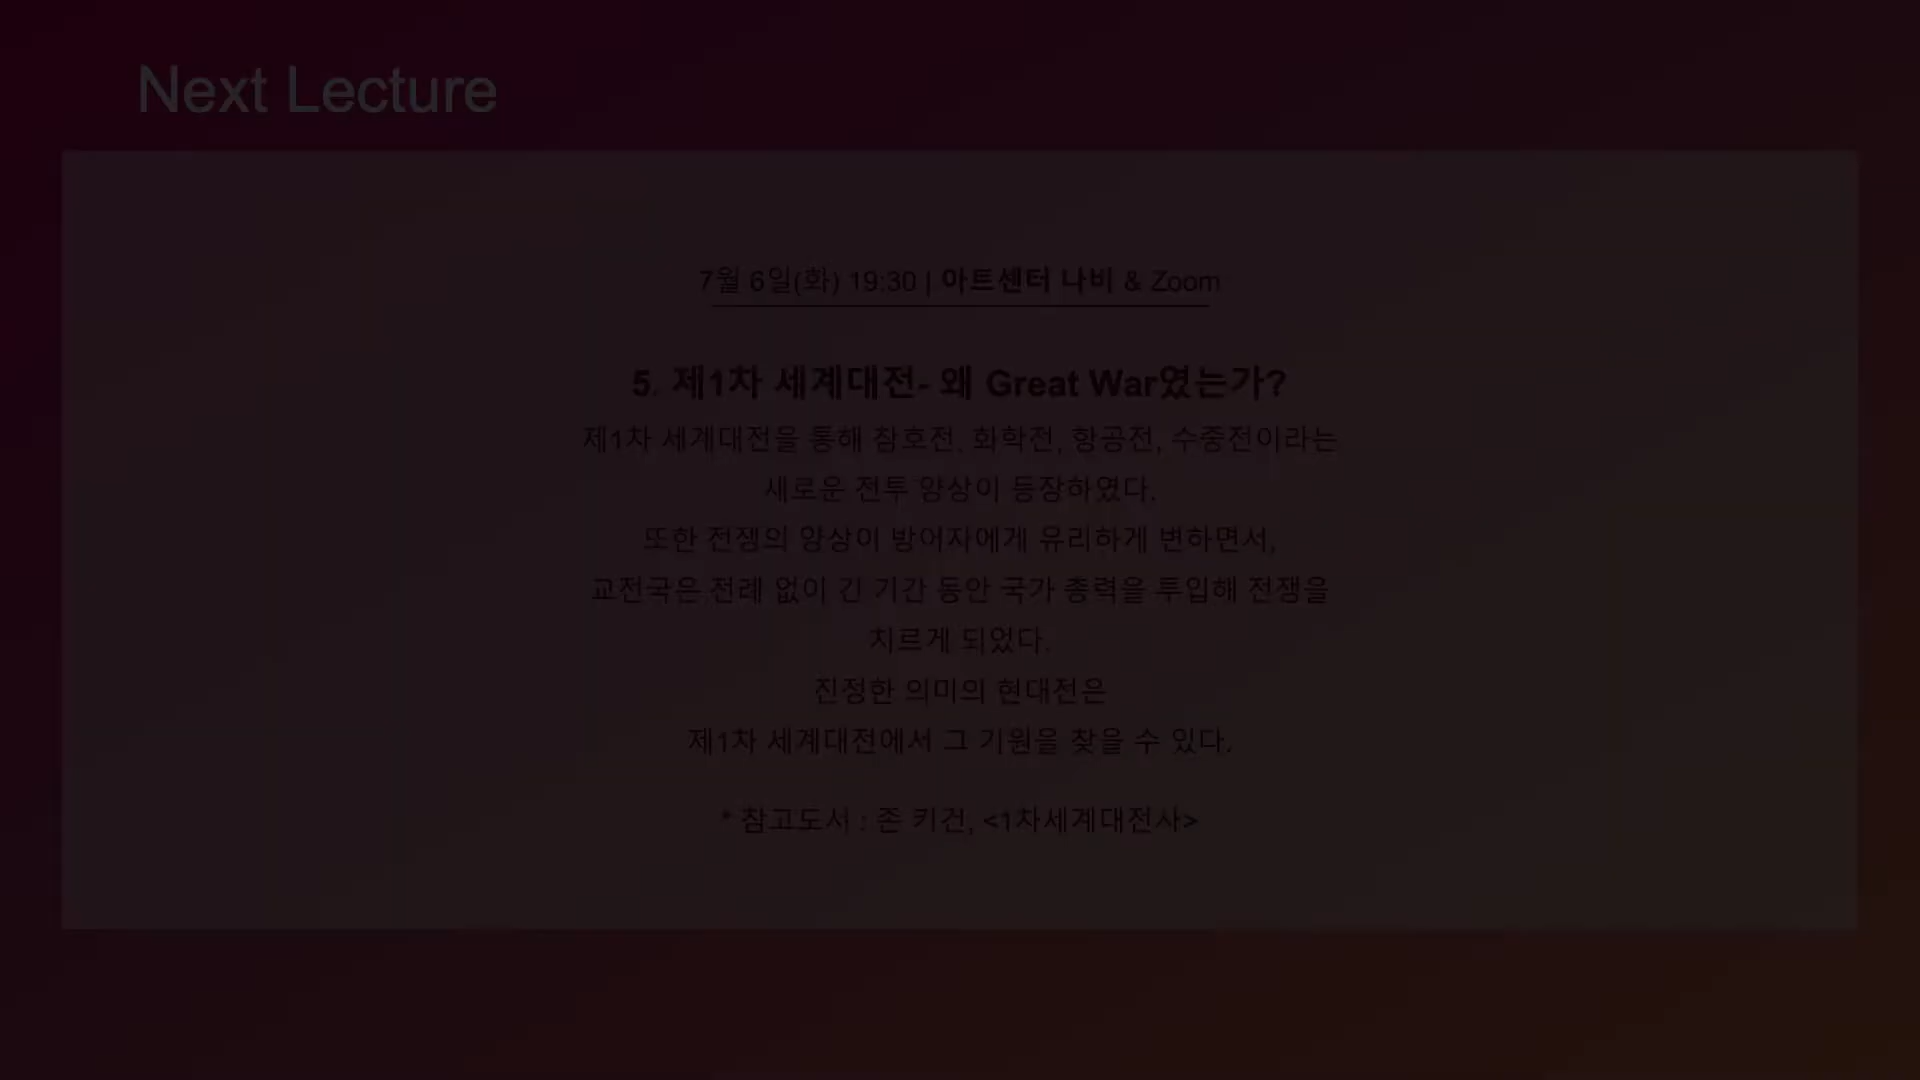 Next Lecture
7월 6일(화) 19:30 | 아트센터 나비 & Zoom
5. 제1차 세계대전- 왜 Great War였는가?
제1차 세계대전을 통해 참호전, 화학전, 항공전, 수중전이라는
새로운 전투 양상이 등장하였다.
또한 전쟁의 양상이 방어자에게 유리하게 변하면서,
교전국은 전례 없이 긴 기간 동안 국가 총력을 투입해 전쟁을
치르게 되었다.
진정한 의미의 현대전은
제1차 세계대전에서 그 기원을 찾을 수 있다.
* 참고도서 : 존 키건, <1차세계대전사>